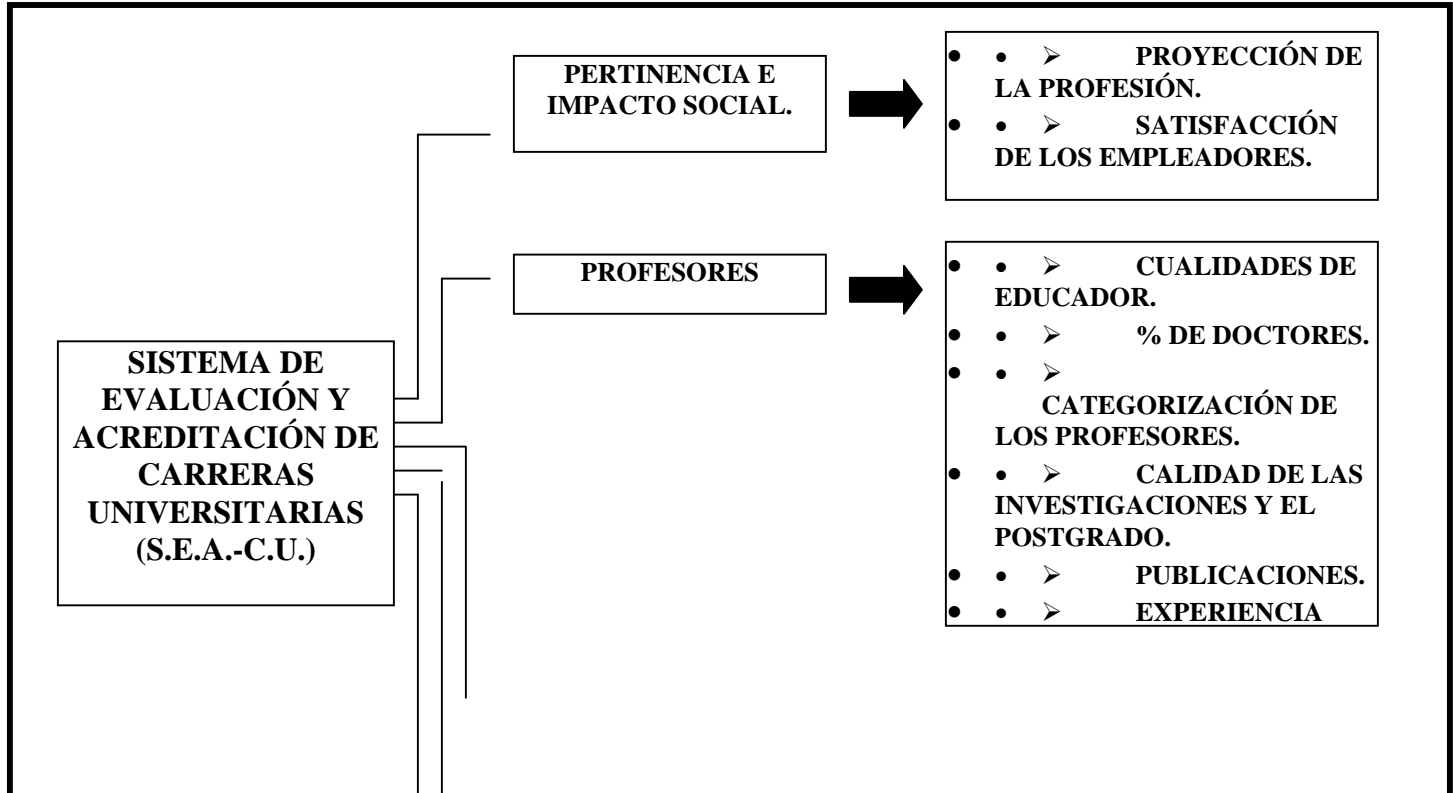 PERTINENCIA E
IMPACTO SOCIAL.
• • ➢ PROYECCIÓN DE
LA PROFESIÓN.
• • ➢ SATISFACCIÓN
DE LOS EMPLEADORES.
PROFESORES
• • ➢ CUALIDADES DE
EDUCADOR.
• • ➢ % DE DOCTORES.
• • ➢
CATEGORIZACIÓN DE
LOS PROFESORES.
• • ➢ CALIDAD DE LAS
INVESTIGACIONES Y EL
POSTGRADO.
• • ➢ PUBLICACIONES.
• • ➢ EXPERIENCIA
SISTEMA DE
EVALUACIÓN Y
ACREDITACIÓN DE
CARRERAS
UNIVERSITARIAS
(S.E.A.-C.U.)